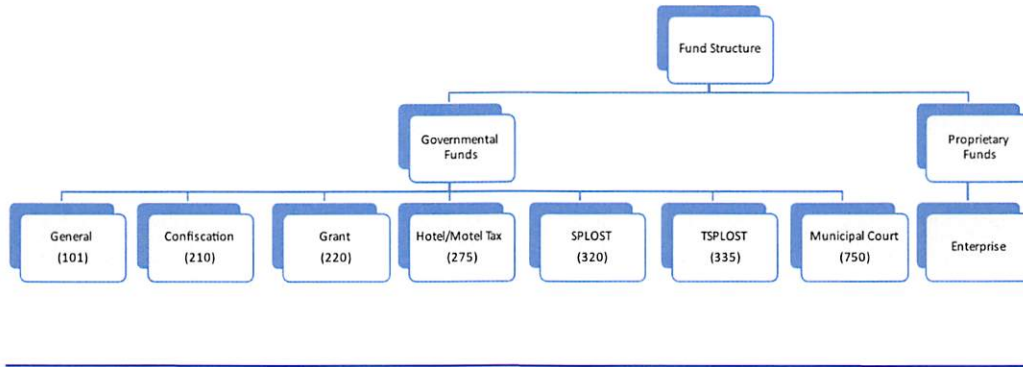 Fund Structure
Governmental
Funds
Proprietary
Funds
General
(101)
Confiscation
(210)
Grant
(220)
Hotel/Motel Tax
(275)
SPLOST
(320)
TSPLOST
(335)
Municipal Court
(750)
Enterprise